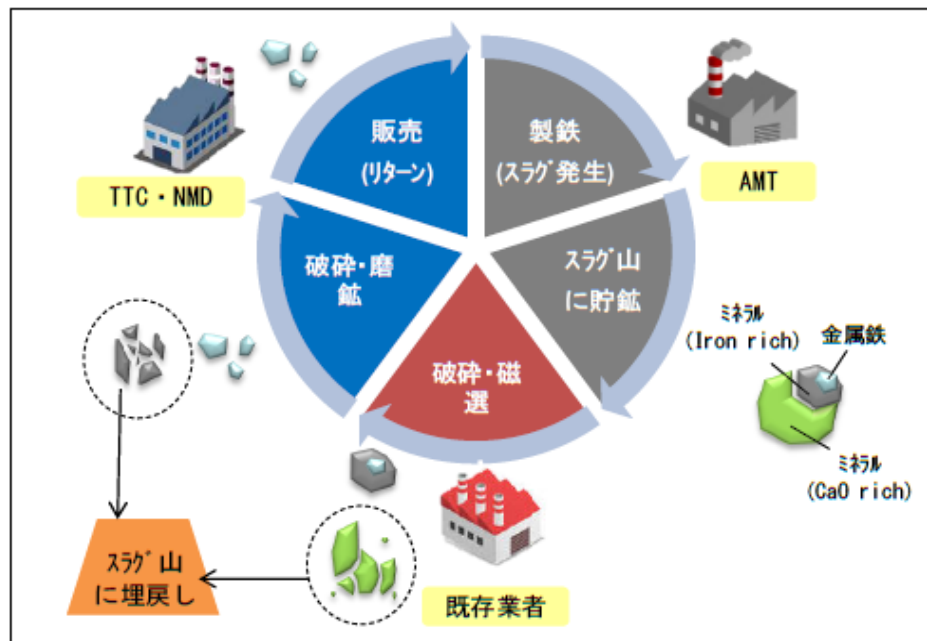 販売
(ﾘﾀｰﾝ)
製鉄
(ｽﾗｸﾞ発生)
TTC・NMD
AMT
破砕・磨
鉱
ｽﾗｸﾞ山
に貯鉱
ﾐﾈﾗﾙ
(Iron rich)
金属鉄
破砕・磁
選
ﾐﾈﾗﾙ
(CaO rich)
ｽﾗｸﾞ山
に埋戻し
既存業者